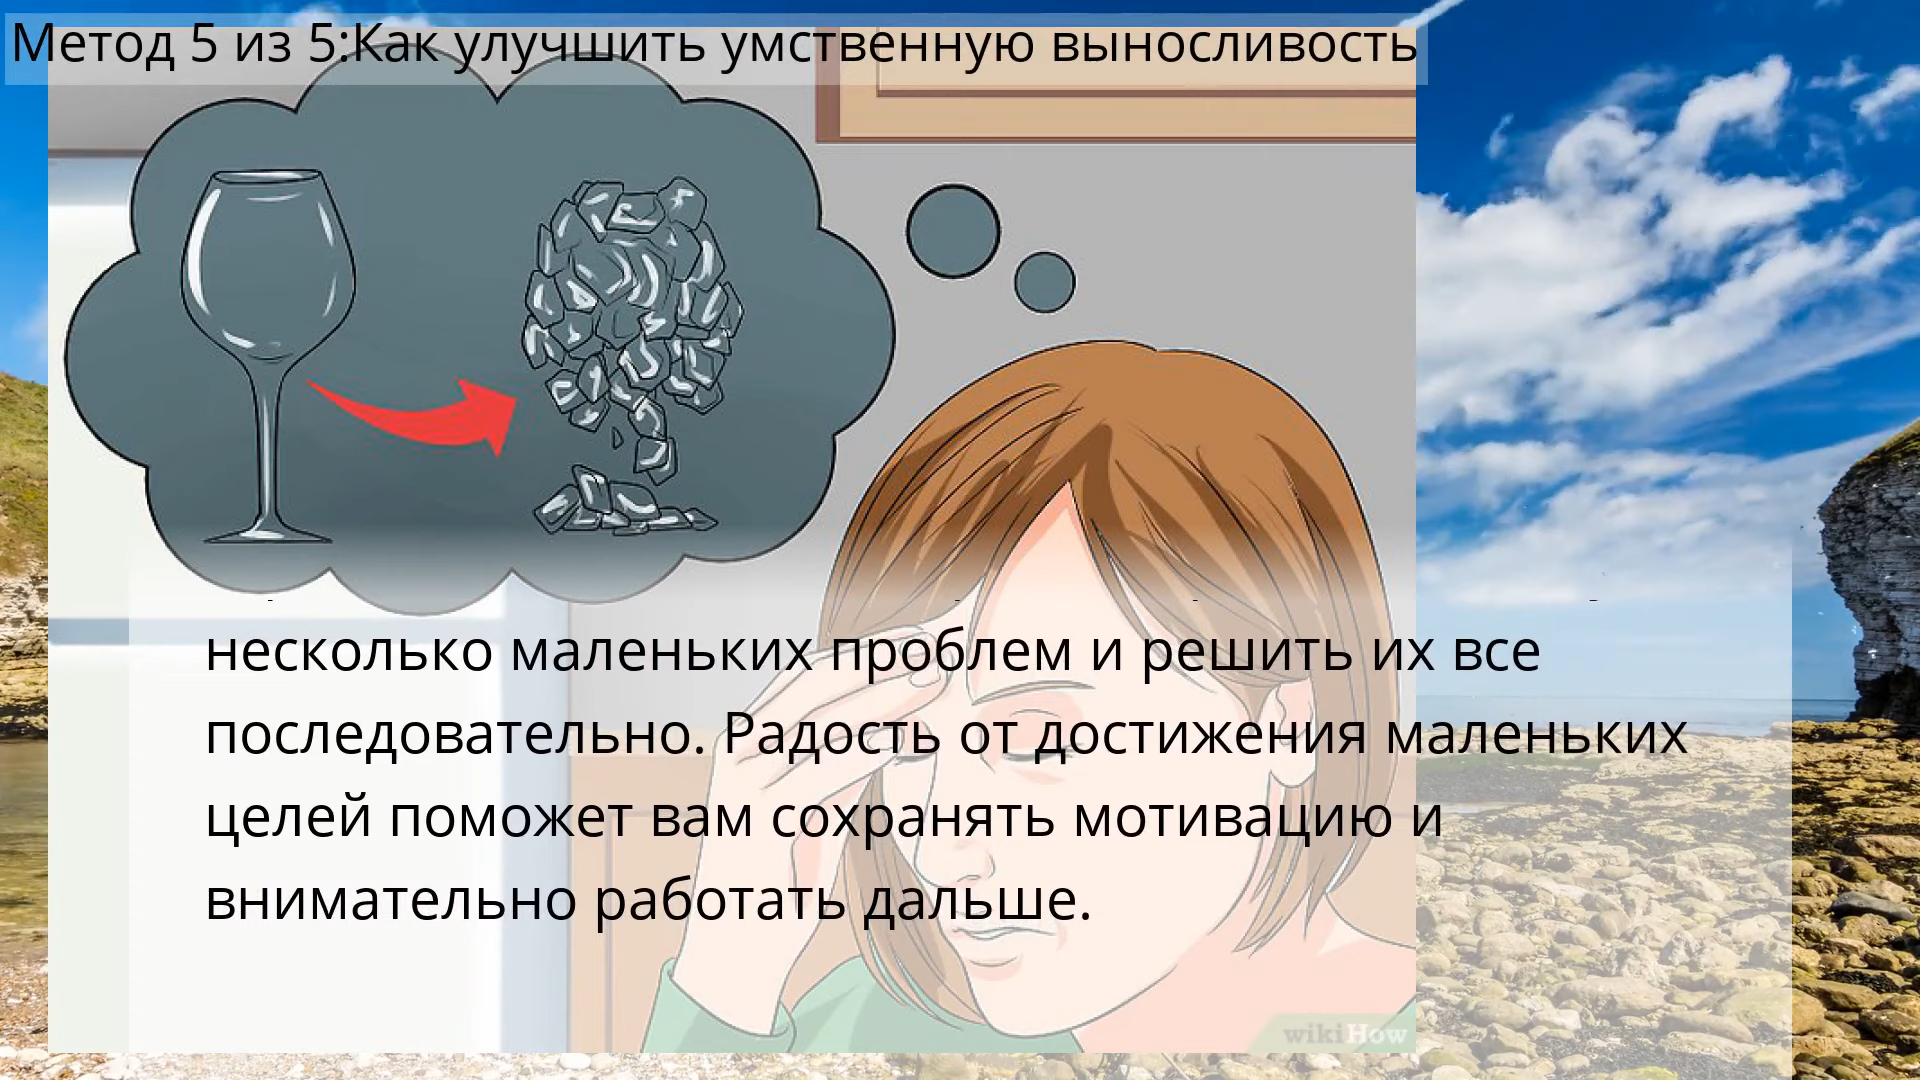 Метод 5 из 5:Как улучшить умственную выносливость
несколько маленьких проблем и решить их все
последовательно. Радость от достижения маленьких
целей поможет вам сохранять мотивацию и
внимательно работать дальше.
wikiHow